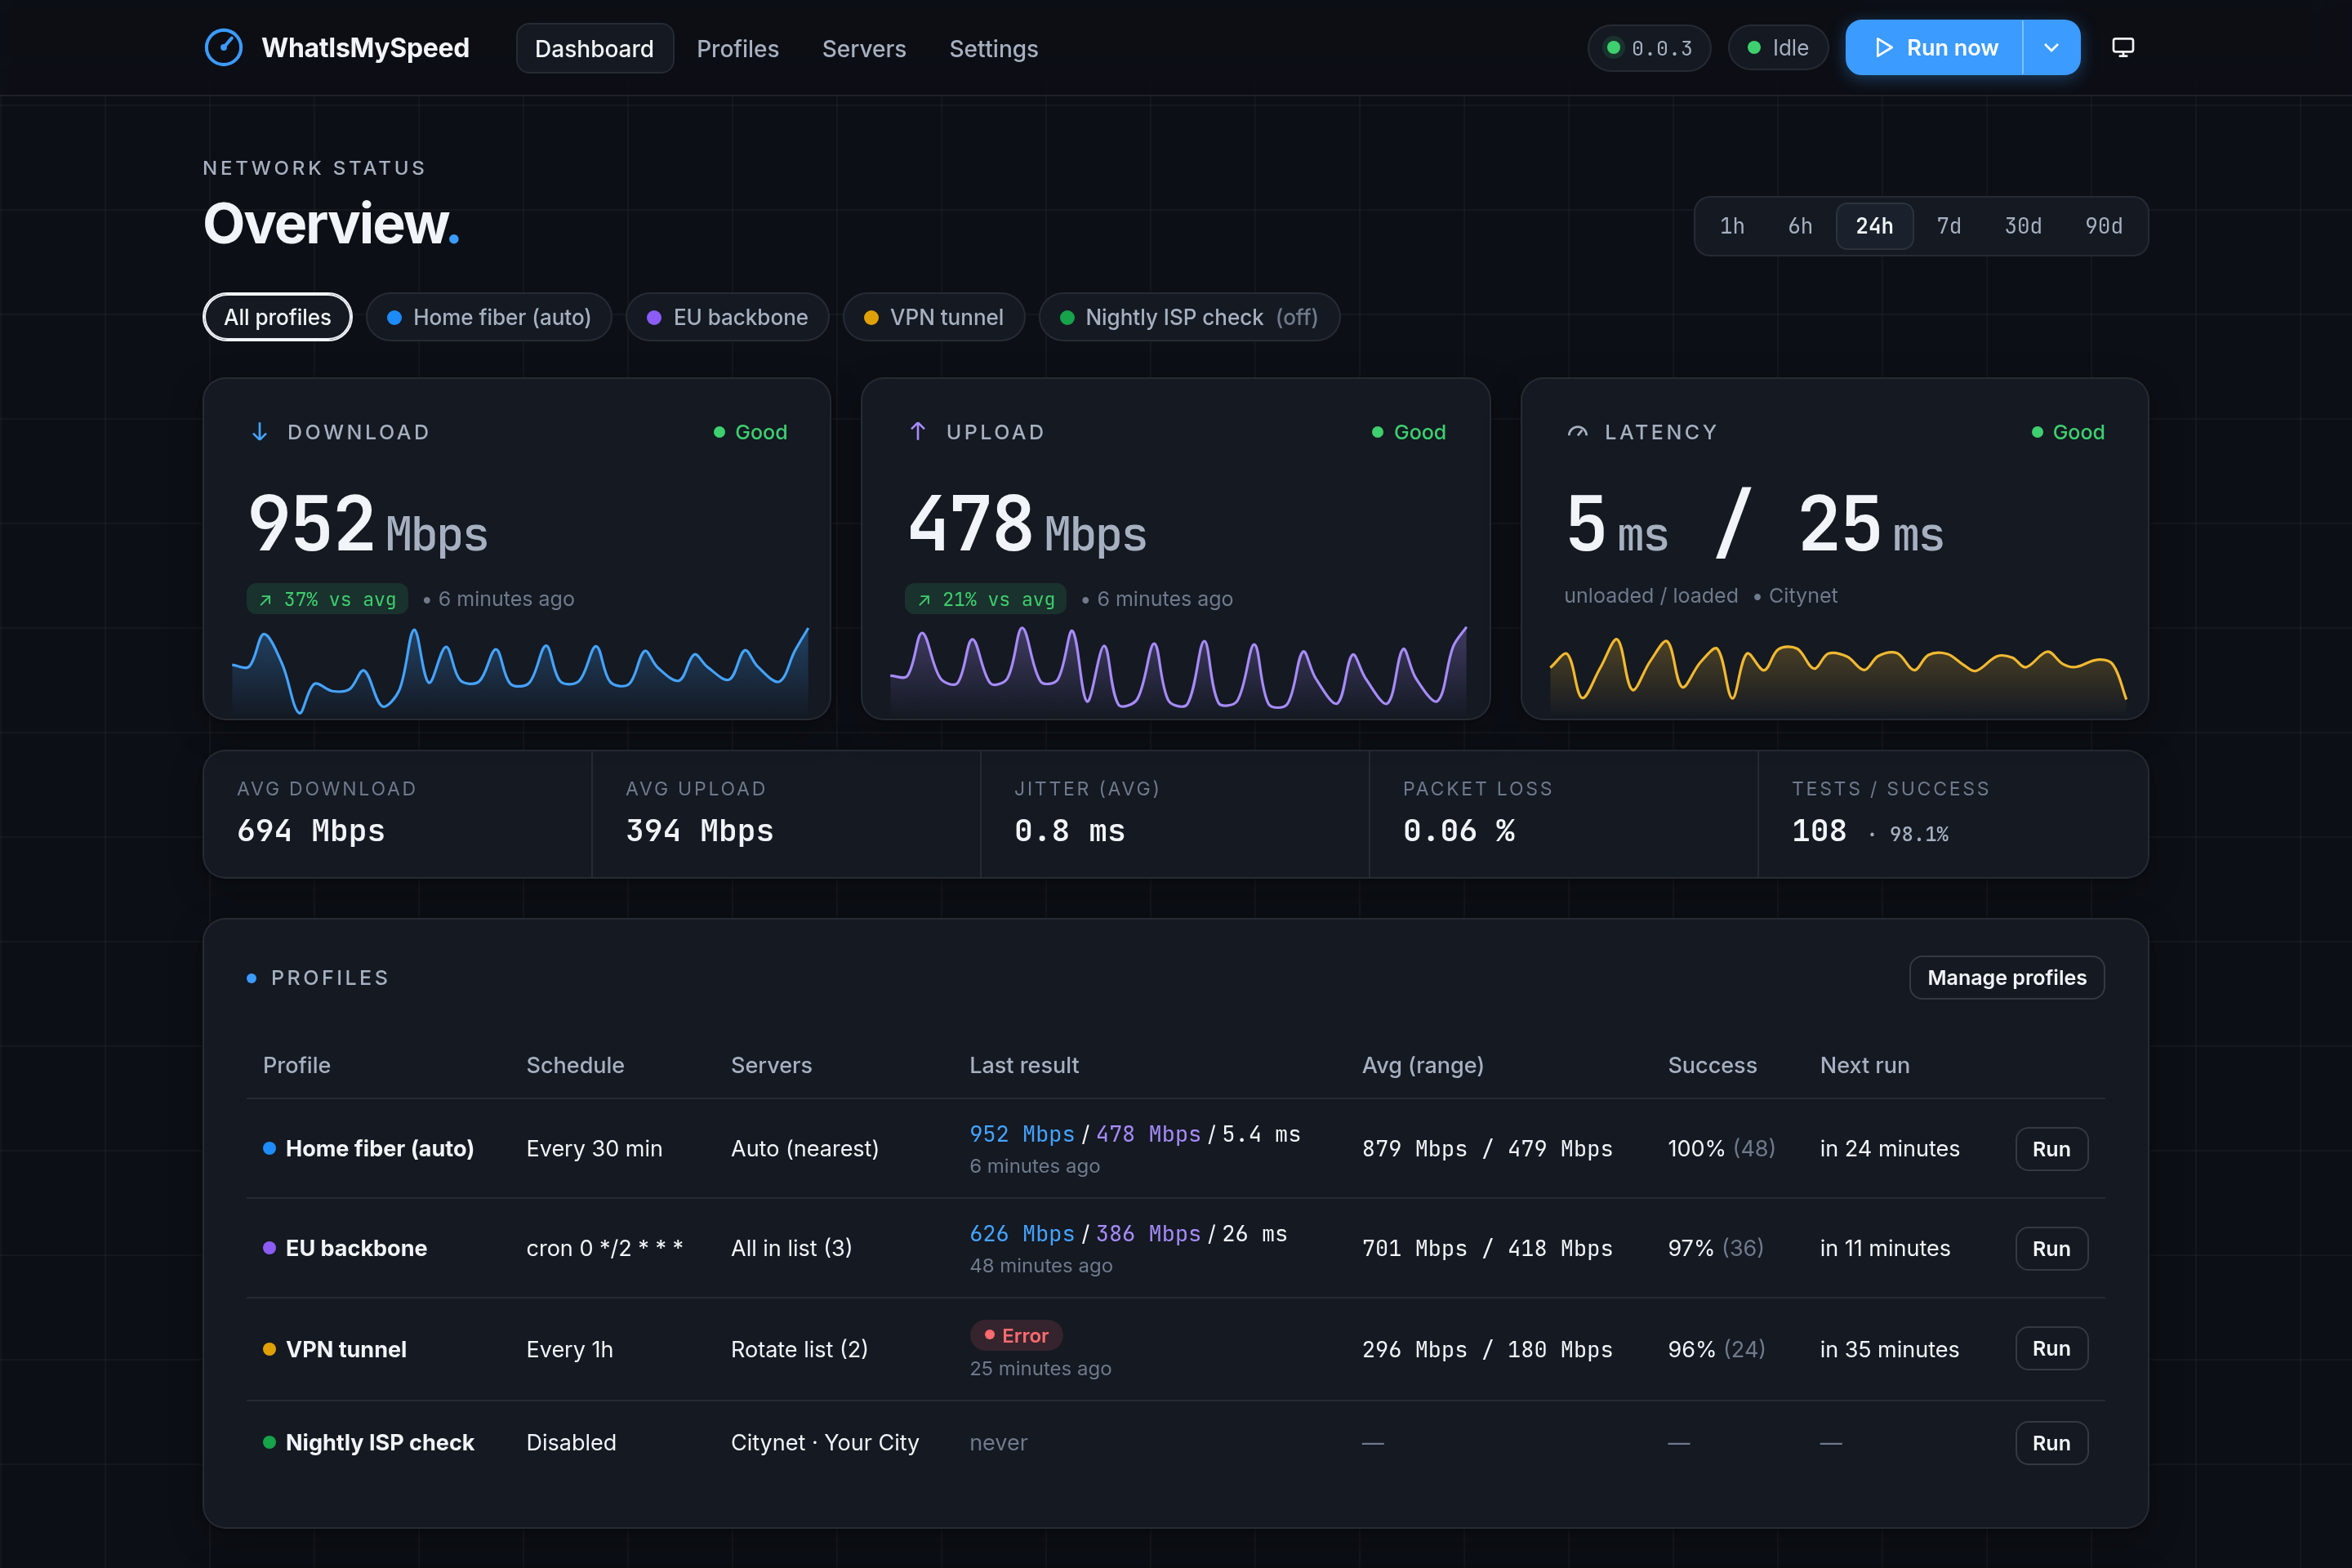 WhatIsMySpeed Dashboard Profiles Servers Settings 0.0.3 Idle Run now
NETWORK STATUS
Overview.
1h 6h 24h 7d 30d 90d
All profiles Home fiber (auto) EU backbone VPN tunnel Nightly ISP check (off)
DOWNLOAD Good
952 Mbps
37% vs avg • 6 minutes ago
UPLOAD Good
478 Mbps
21% vs avg • 6 minutes ago
LATENCY Good
5 ms / 25 ms
unloaded / loaded • Citynet
AVG DOWNLOAD
694 Mbps
AVG UPLOAD
394 Mbps
JITTER (AVG)
0.8 ms
PACKET LOSS
0.06 %
TESTS / SUCCESS
108 · 98.1%
PROFILES Manage profiles
Profile Schedule Servers Last result Avg (range) Success Next run
Home fiber (auto) Every 30 min Auto (nearest) 952 Mbps / 478 Mbps / 5.4 ms 879 Mbps / 479 Mbps 100% (48) in 24 minutes Run
6 minutes ago
EU backbone cron 0 */2 * * * All in list (3) 626 Mbps / 386 Mbps / 26 ms 701 Mbps / 418 Mbps 97% (36) in 11 minutes Run
48 minutes ago
VPN tunnel Every 1h Rotate list (2) Error 296 Mbps / 180 Mbps 96% (24) in 35 minutes Run
25 minutes ago
Nightly ISP check Disabled Citynet · Your City never — — — Run